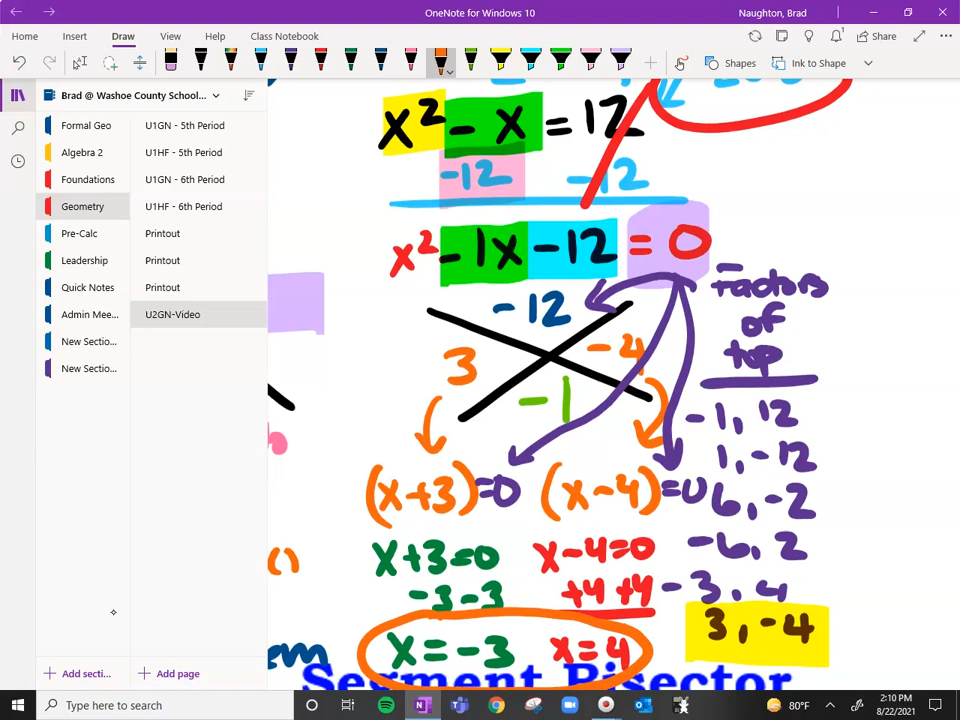 OneNote for Windows 10
Naughton, Brad
Home Insert Draw View Help Class Notebook
Share
Shapes Ink to Shape
Brad @ Washoe County School...
Formal Geo
Algebra 2
Foundations
Geometry
Pre-Calc
Leadership
Quick Notes
Admin Mee...
New Sectio...
New Sectio...
U1GN - 5th Period
U1HF - 5th Period
U1GN - 6th Period
U1HF - 6th Period
Printout
Printout
Printout
U2GN-Video
Add secti...
Add page
x² - x = 12
-12 -12
x² - 1x - 12 = 0
-12
3 -4
-1
(x+3)=0 (x-4)=0
x+3=0 x-4=0
-3 -3 +4 +4
x=-3 x=4
Factors
of
top
-1, 12
1, -12
6, -2
-6, 2
-3, 4
3, -4
Segment Bisector
Type here to search
80°F
2:10 PM
8/22/2021